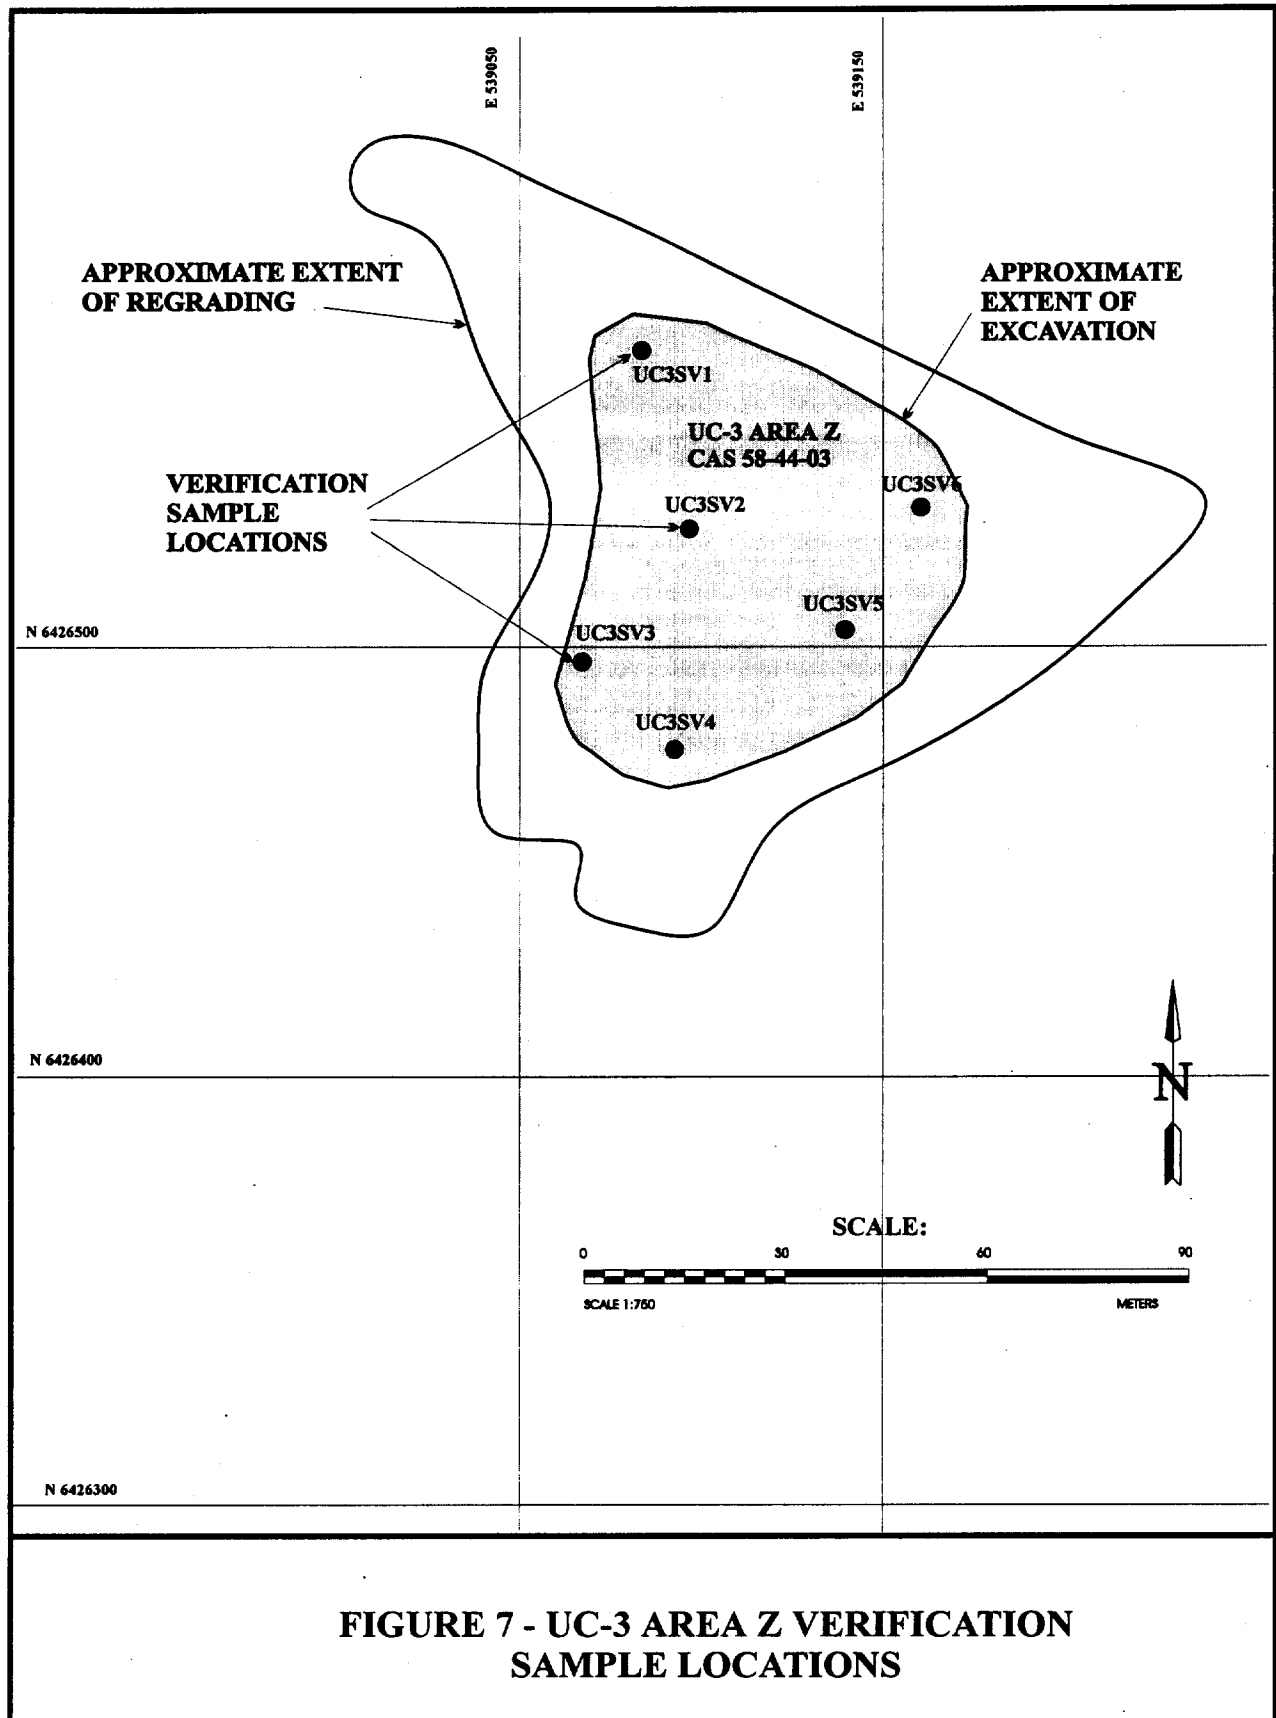 E 539050
E 539150
APPROXIMATE EXTENT
OF REGRADING
APPROXIMATE
EXTENT OF
EXCAVATION
UC3SV1
UC-3 AREA Z
CAS 58-44-03
VERIFICATION
SAMPLE
LOCATIONS
UC3SV2
UC3SV6
UC3SV5
N 6426500
UC3SV3
UC3SV4
N 6426400
N
SCALE:
0 30 60 90
SCALE 1:750 METERS
N 6426300
FIGURE 7 - UC-3 AREA Z VERIFICATION
SAMPLE LOCATIONS